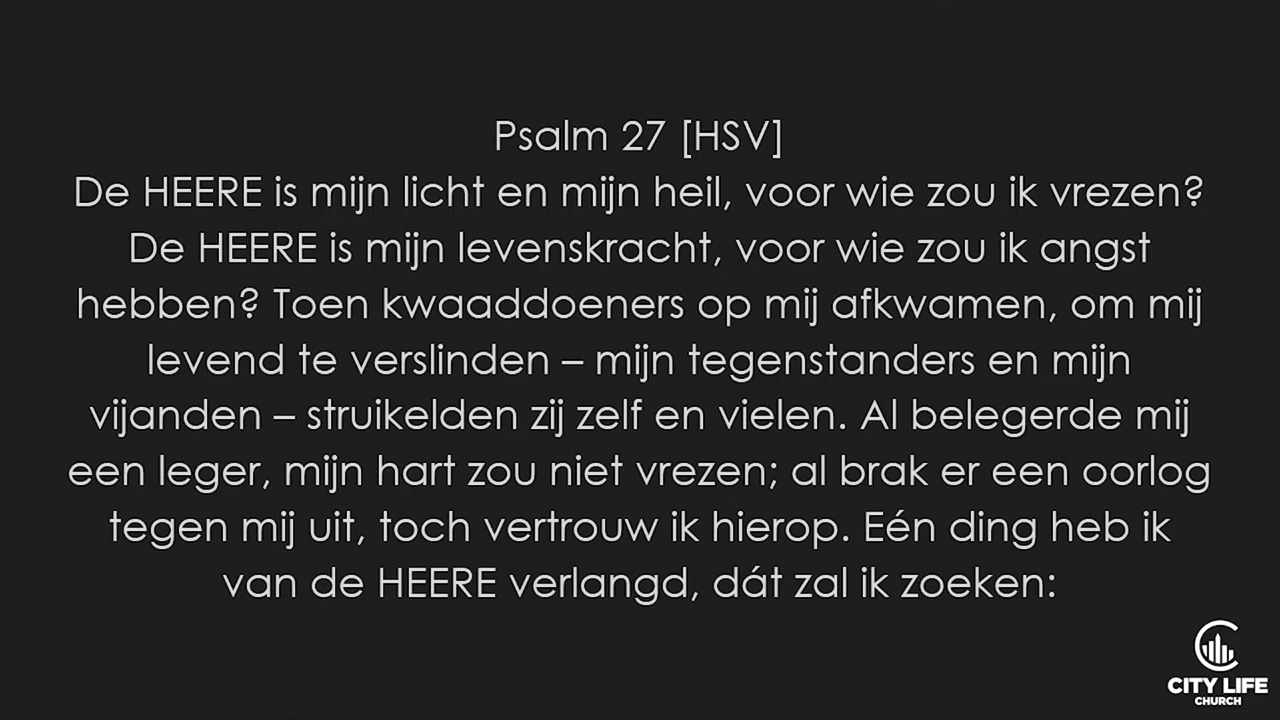 Psalm 27 [HSV]
De HEERE is mijn licht en mijn heil, voor wie zou ik vrezen?
De HEERE is mijn levenskracht, voor wie zou ik angst
hebben? Toen kwaaddoeners op mij afkwamen, om mij
levend te verslinden – mijn tegenstanders en mijn
vijanden – struikelden zij zelf en vielen. Al belegerde mij
een leger, mijn hart zou niet vrezen; al brak er een oorlog
tegen mij uit, toch vertrouw ik hierop. Eén ding heb ik
van de HEERE verlangd, dát zal ik zoeken:
CITY LIFE
CHURCH